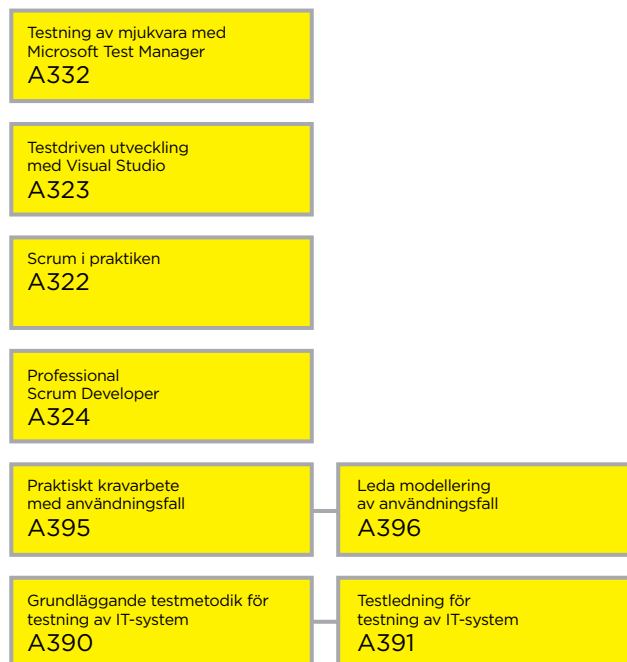 Testning av mjukvara med
Microsoft Test Manager
A332
Testdriven utveckling
med Visual Studio
A323
Scrum i praktiken
A322
Professional
Scrum Developer
A324
Praktiskt kravarbete
med användningsfall
A395
Leda modellering
av användningsfall
A396
Grundläggande testmetodik för
testning av IT-system
A390
Testledning för
testning av IT-system
A391